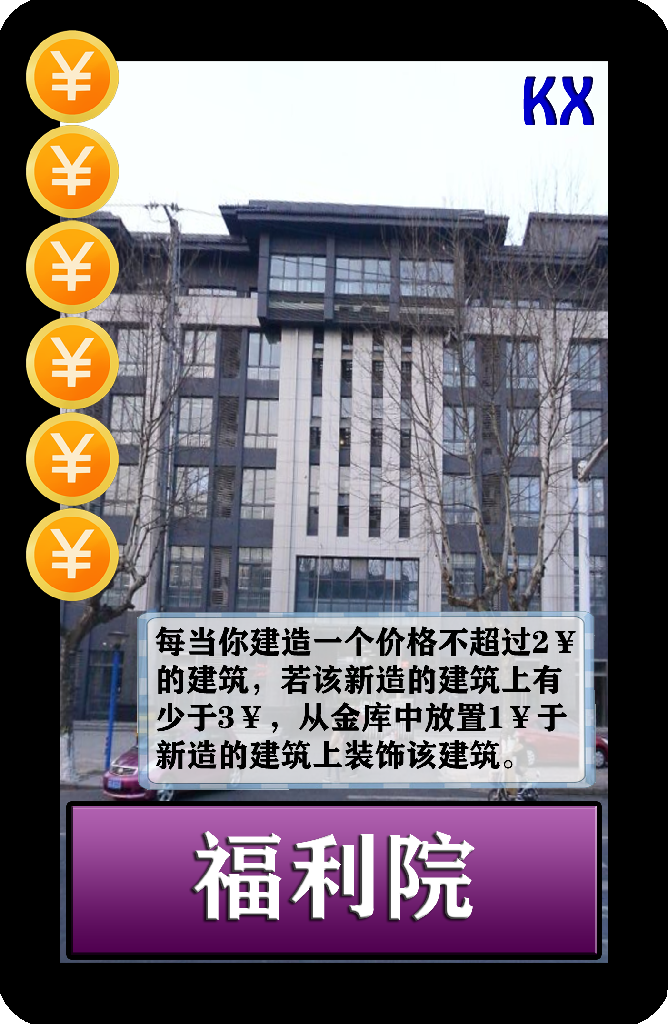 ¥
KX
¥
¥
¥
¥
¥
每当你建造一个价格不超过2¥
的建筑，若该新造的建筑上有
少于3¥，从金库中放置1¥于
新造的建筑上装饰该建筑。
福利院